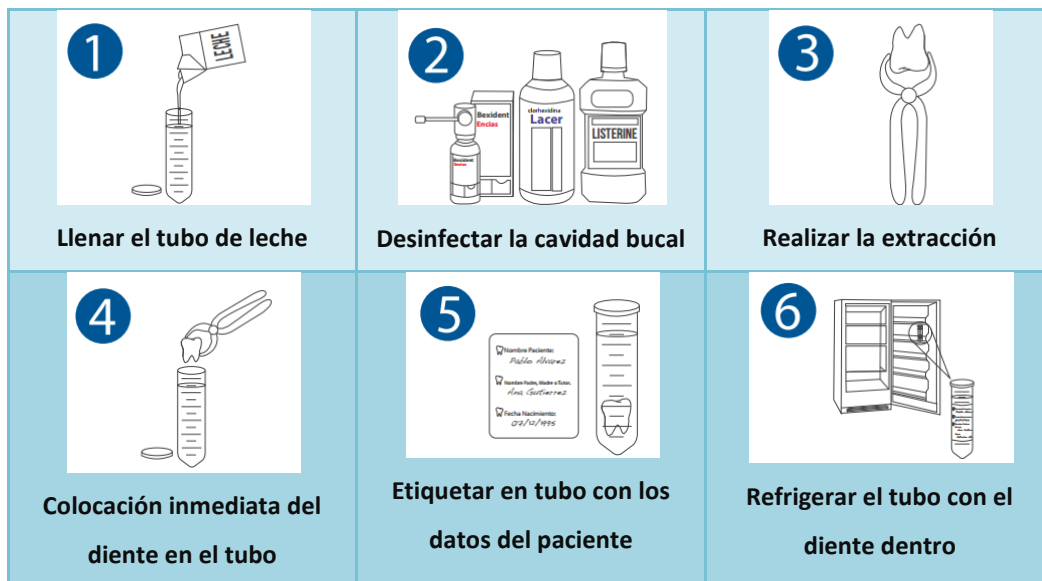 1
LECHE
Llenar el tubo de leche
2
Bexident
Encías
Bexident
Encías
clorhexidina
Lacer
LISTERINE
Desinfectar la cavidad bucal
3
Realizar la extracción
4
Colocación inmediata del
diente en el tubo
5
Nombre Paciente:
Pablo Álvarez
Nombre Padre, Madre o Tutor.
Ana Gutierrez
Fecha Nacimiento:
07/12/1995
Etiquetar en tubo con los
datos del paciente
6
Refrigerar el tubo con el
diente dentro